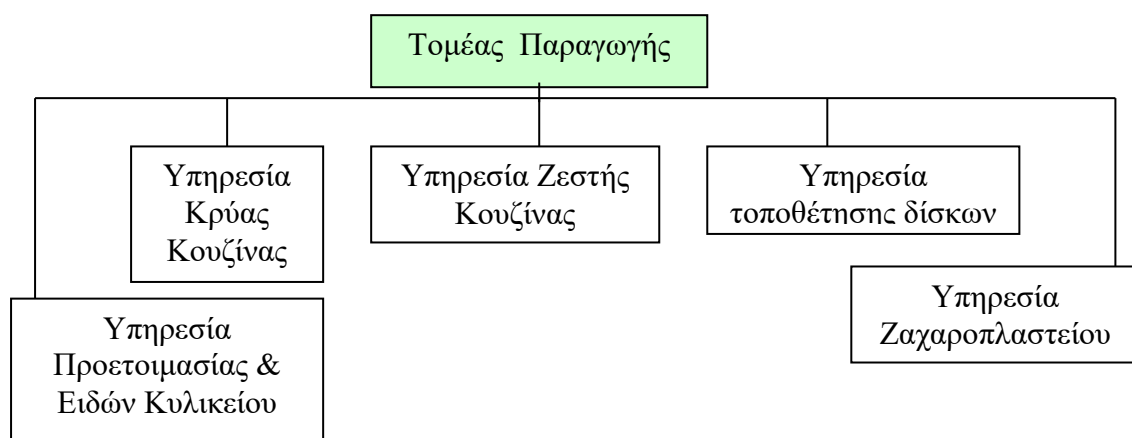 Τομέας Παραγωγής
Υπηρεσία
Κρύας
Κουζίνας
Υπηρεσία Ζεστής
Κουζίνας
Υπηρεσία
τοποθέτησης δίσκων
Υπηρεσία
Προετοιμασίας &
Ειδών Κυλικείου
Υπηρεσία
Ζαχαροπλαστείου